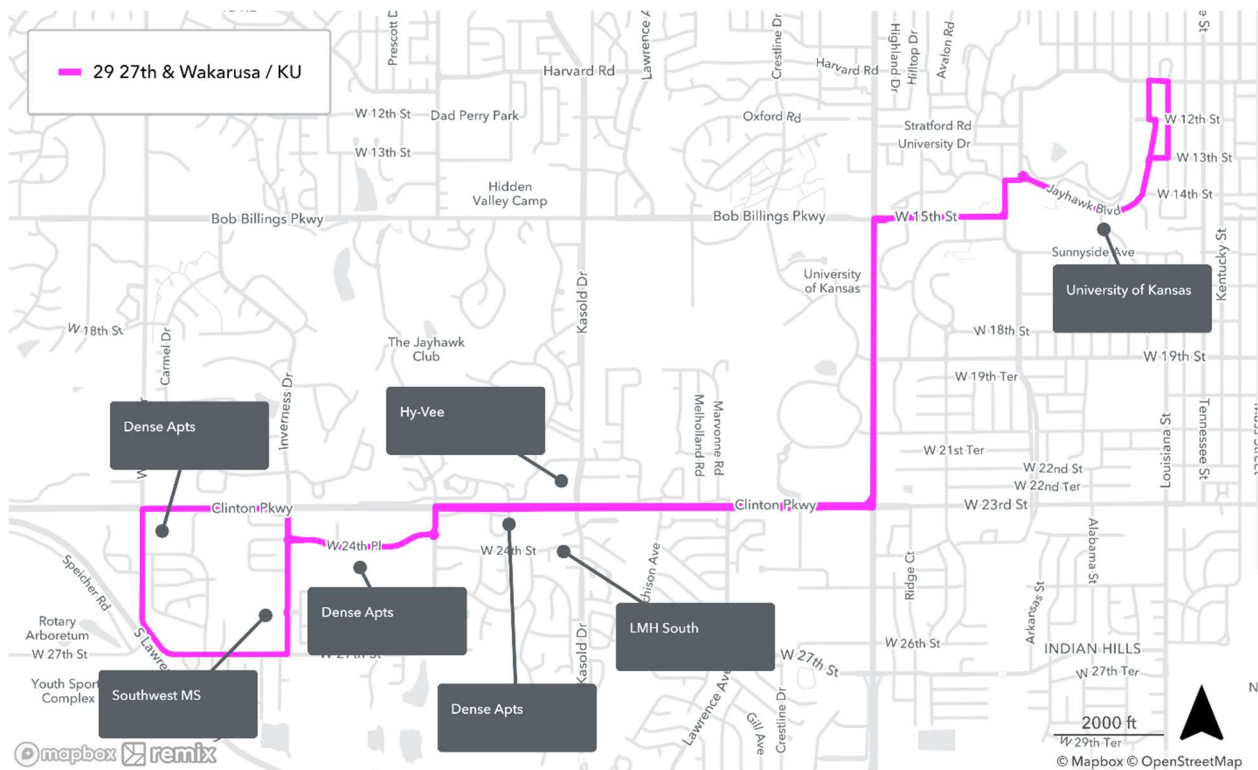 29 27th & Wakarusa / KU
Prescott D
Harvard Rd
Lawrence A
Crestline Dr
Harvard Rd
Highland Dr
Hilltop Dr
Avalon Rd
e St
W 12th St
Dad Perry Park
Oxford Rd
W 12th St
W 13th St
Stratford Rd
University Dr
W 13th St
Hidden
Valley Camp
W 14th St
Jayhawk Blvd
Bob Billings Pkwy
Bob Billings Pkwy
W 15th St
Sunnyside Ave
Kentucky St
University
of Kansas
University of Kansas
Kasold Dr
W 18th St
Carmel Dr
The Jayhawk
Club
W 18th St
W 19th St
Inverness Dr
W 19th Ter
Hy-Vee
Dense Apts
Melholland Rd
Marvonne Rd
Tennessee St
Louisiana St
W 21st Ter
W 22nd St
W 22nd Ter
Clinton Pkwy
Clinton Pkwy
W 23rd St
W 24th Pl
W 24th St
Speicher Rd
chison Ave
Ridge Ct
Alabama St
Arkansas St
Dense Apts
LMH South
Rotary
Arboretum
W 27th St
S Lawre
W 27th St
Kasold Dr
W 27th St
W 26th St
INDIAN HILLS
W 27th Ter
Youth Sport
Complex
Southwest MS
Dense Apts
Lawrence Ave
Gill Ave
Crestline Dr
N
2000 ft
W 29th Ter
mapbox remix
© Mapbox © OpenStreetMap